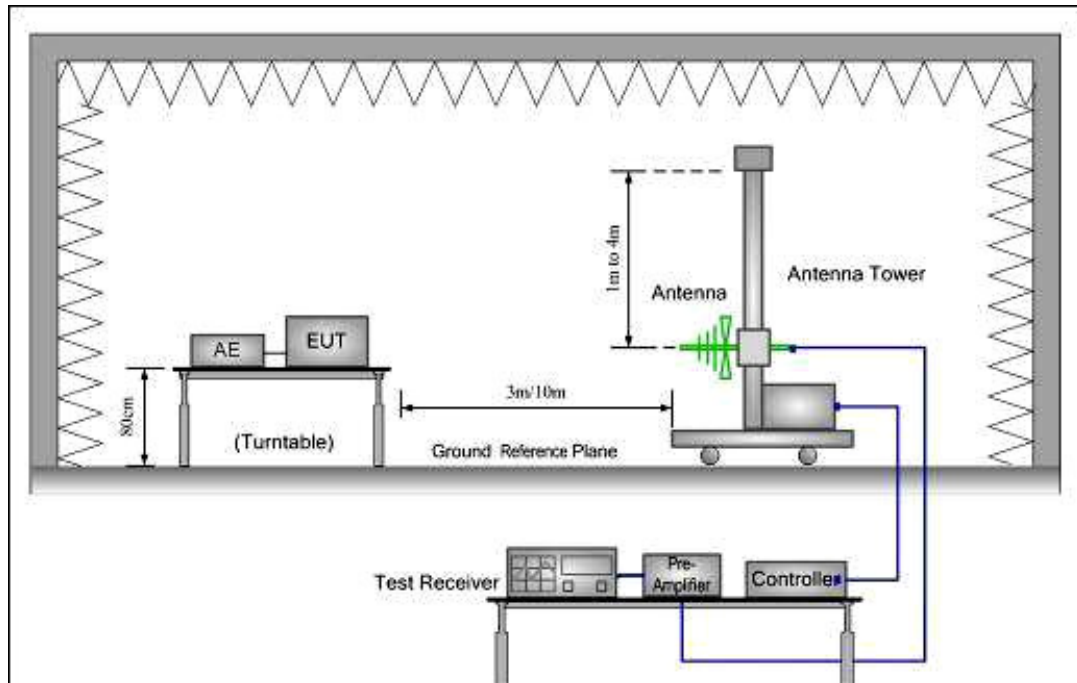 1m to 4m
Antenna Tower
Antenna
AE
EUT
3m/10m
80cm
(Turntable)
Ground Reference Plane
Test Receiver
Pre-
Amplifier
Controller